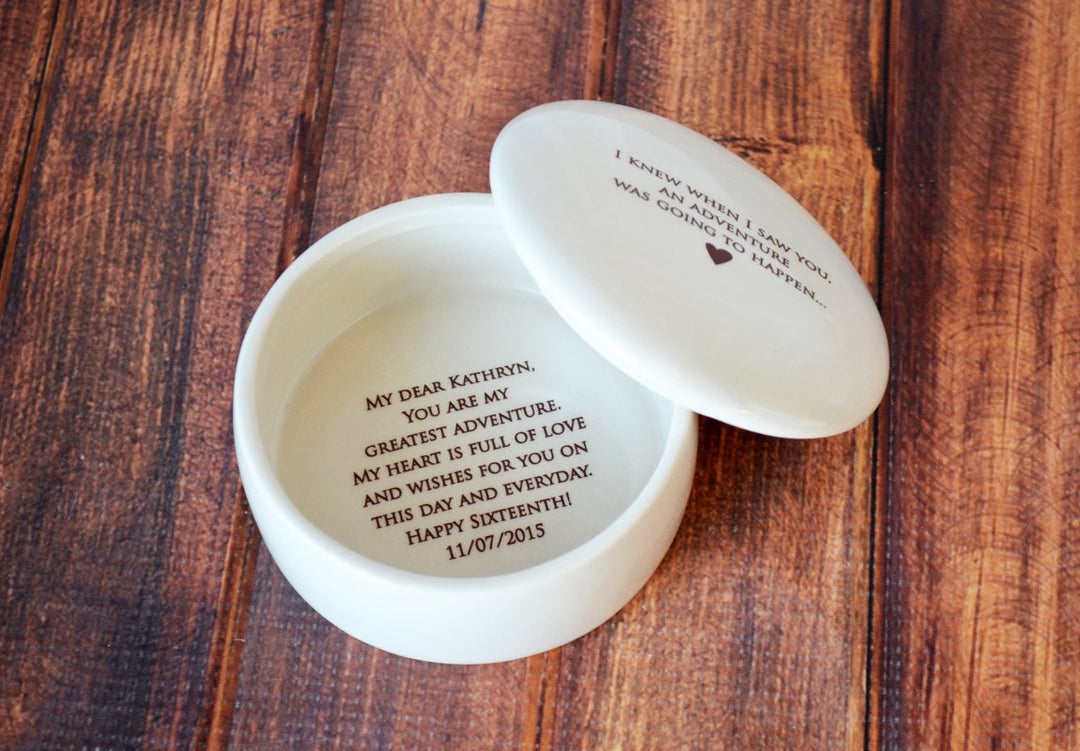 I KNEW WHEN I SAW YOU,
AN ADVENTURE
WAS GOING TO HAPPEN...
MY DEAR KATHRYN,
YOU ARE MY
GREATEST ADVENTURE.
MY HEART IS FULL OF LOVE
AND WISHES FOR YOU ON
THIS DAY AND EVERYDAY.
HAPPY SIXTEENTH!
11/07/2015